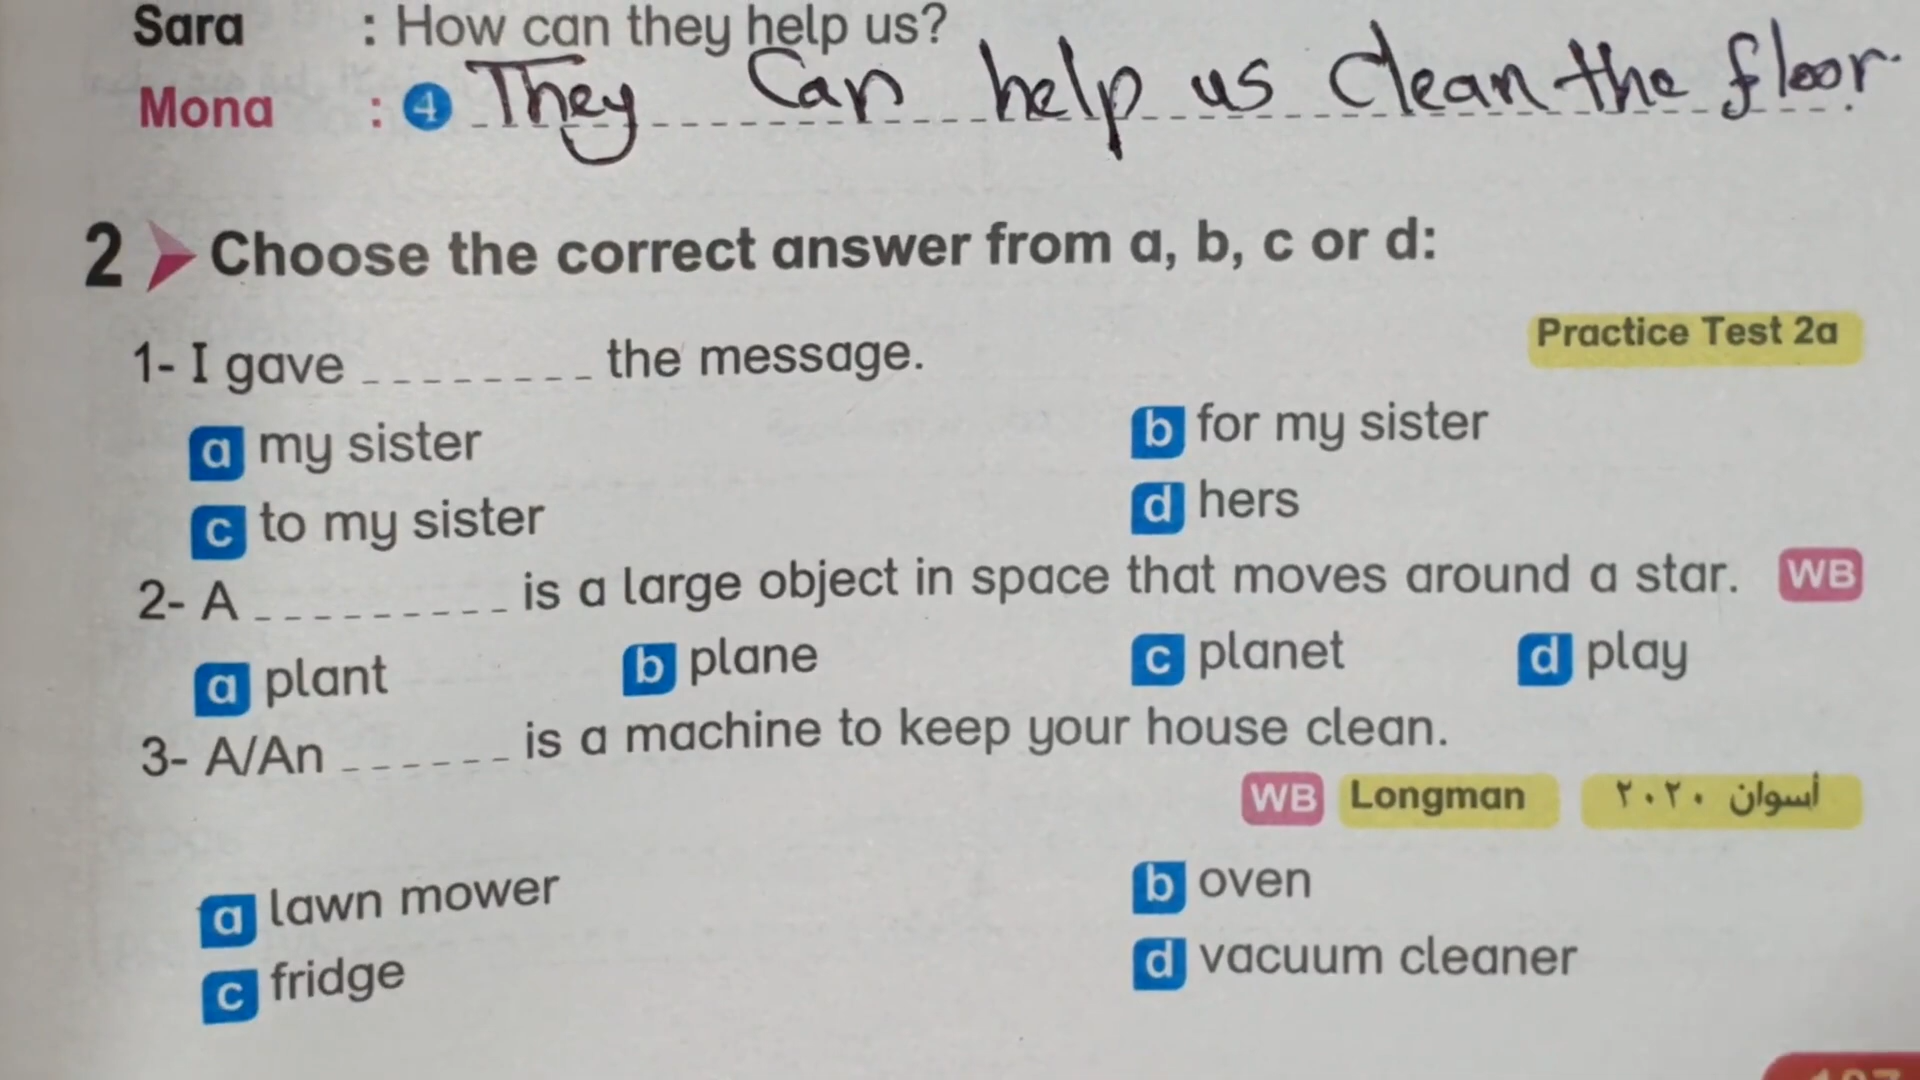 Sara : How can they help us?
Mona : 4 They Can help us clean the floor.
2 Choose the correct answer from a, b, c or d:
Practice Test 2a
1- I gave ________ the message.
a my sister b for my sister
c to my sister d hers
2- A _________ is a large object in space that moves around a star. WB
a plant b plane c planet d play
3- A/An ______ is a machine to keep your house clean.
WB Longman أسوان ٢٠٢٠
a lawn mower b oven
c fridge d vacuum cleaner